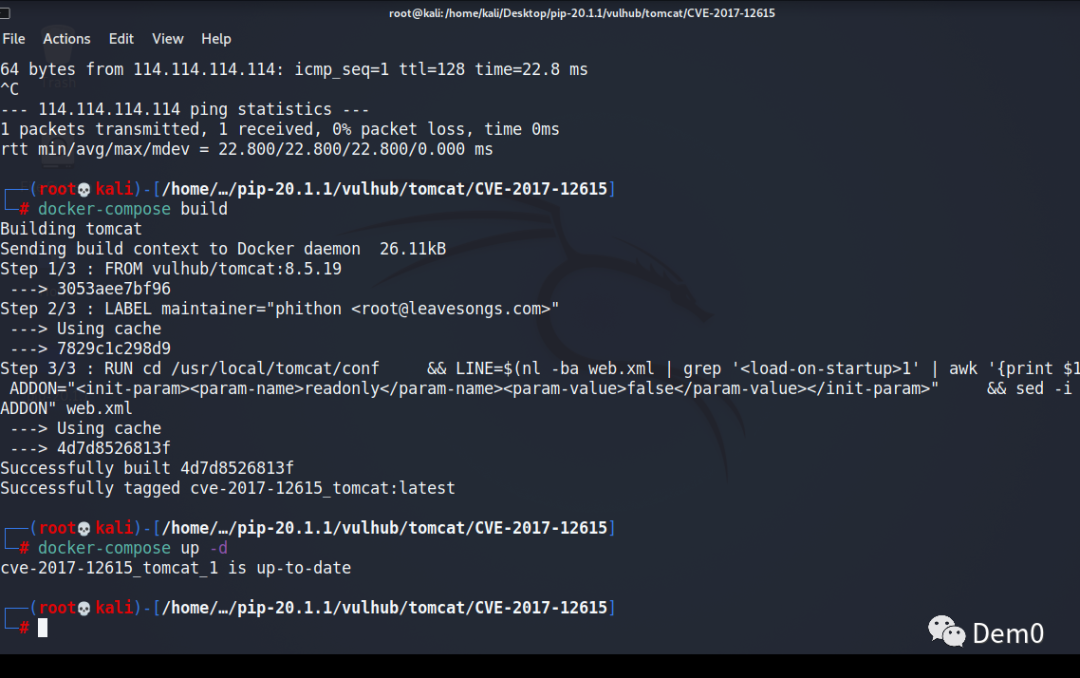 root@kali:/home/kali/Desktop/pip-20.1.1/vulhub/tomcat/CVE-2017-12615
File Actions Edit View Help
64 bytes from 114.114.114.114: icmp_seq=1 ttl=128 time=22.8 ms
^C
--- 114.114.114.114 ping statistics ---
1 packets transmitted, 1 received, 0% packet loss, time 0ms
rtt min/avg/max/mdev = 22.800/22.800/22.800/0.000 ms
(root💀kali)-[/home/…/pip-20.1.1/vulhub/tomcat/CVE-2017-12615]
# docker-compose build
Building tomcat
Sending build context to Docker daemon  26.11kB
Step 1/3 : FROM vulhub/tomcat:8.5.19
---> 3053aee7bf96
Step 2/3 : LABEL maintainer="phithon <root@leavesongs.com>"
---> Using cache
---> 7829c1c298d9
Step 3/3 : RUN cd /usr/local/tomcat/conf     && LINE=$(nl -ba web.xml | grep '<load-on-startup>1' | awk '{print $1
ADDON="<init-param><param-name>readonly</param-name><param-value>false</param-value></init-param>"     && sed -i
ADDON" web.xml
---> Using cache
---> 4d7d8526813f
Successfully built 4d7d8526813f
Successfully tagged cve-2017-12615_tomcat:latest
(root💀kali)-[/home/…/pip-20.1.1/vulhub/tomcat/CVE-2017-12615]
# docker-compose up -d
cve-2017-12615_tomcat_1 is up-to-date
(root💀kali)-[/home/…/pip-20.1.1/vulhub/tomcat/CVE-2017-12615]
#
Dem0